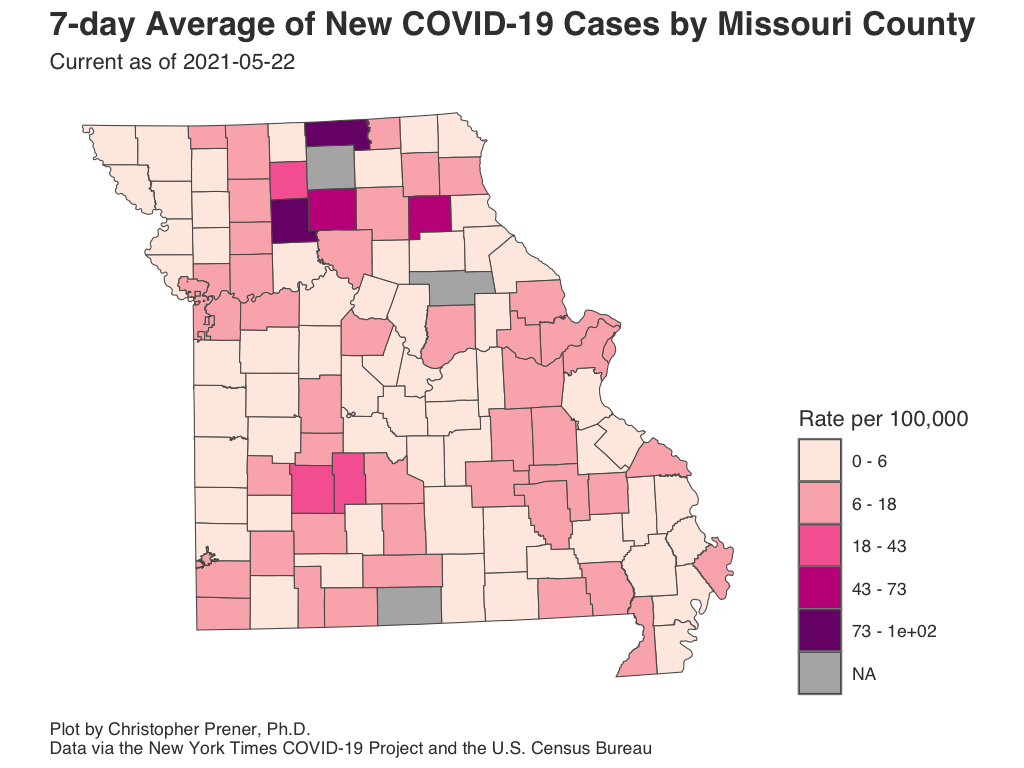 7-day Average of New COVID-19 Cases by Missouri County
Current as of 2021-05-22
Rate per 100,000
0 - 6
6 - 18
18 - 43
43 - 73
73 - 1e+02
NA
Plot by Christopher Prener, Ph.D.
Data via the New York Times COVID-19 Project and the U.S. Census Bureau